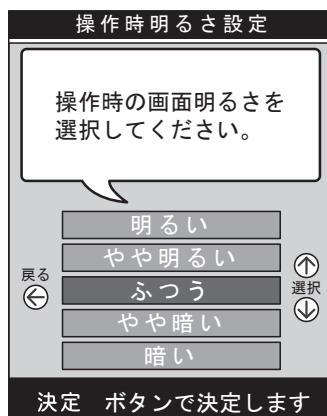 操作時明るさ設定
操作時の画面明るさを
選択してください。
明るい
やや明るい
ふつう
やや暗い
暗い
戻る
選択
決定 ボタンで決定します